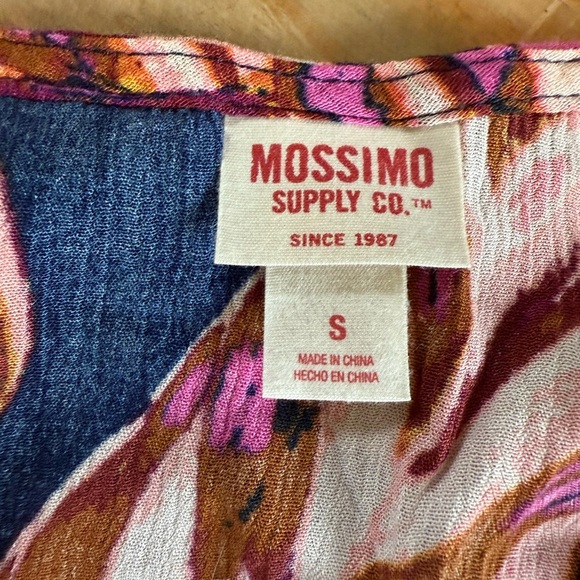 MOSSIMO
SUPPLY CO.™
SINCE 1987
S
MADE IN CHINA
HECHO EN CHINA